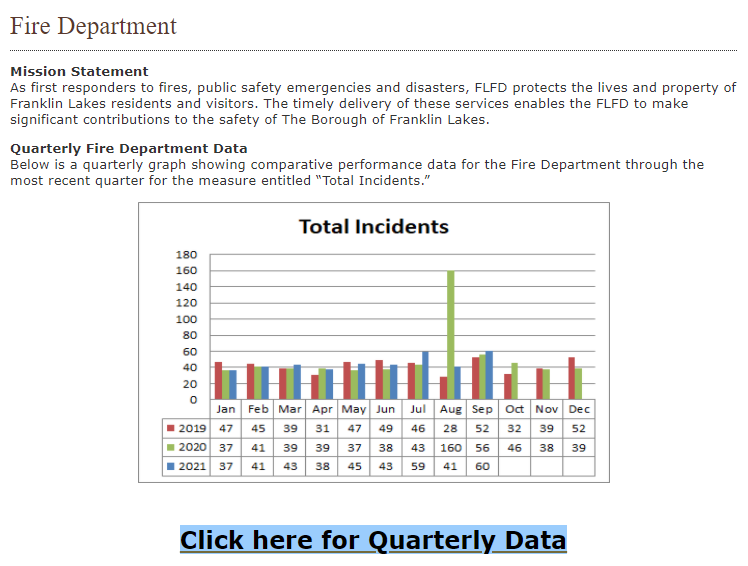 Fire Department
Mission Statement
As first responders to fires, public safety emergencies and disasters, FLFD protects the lives and property of
Franklin Lakes residents and visitors. The timely delivery of these services enables the FLFD to make
significant contributions to the safety of The Borough of Franklin Lakes.
Quarterly Fire Department Data
Below is a quarterly graph showing comparative performance data for the Fire Department through the
most recent quarter for the measure entitled “Total Incidents.”
Total Incidents
180
160
140
120
100
80
60
40
20
0
Jan Feb Mar Apr May Jun Jul Aug Sep Oct Nov Dec
2019 47 45 39 31 47 49 46 28 52 32 39 52
2020 37 41 39 39 37 38 43 160 56 46 38 39
2021 37 41 43 38 45 43 59 41 60
Click here for Quarterly Data